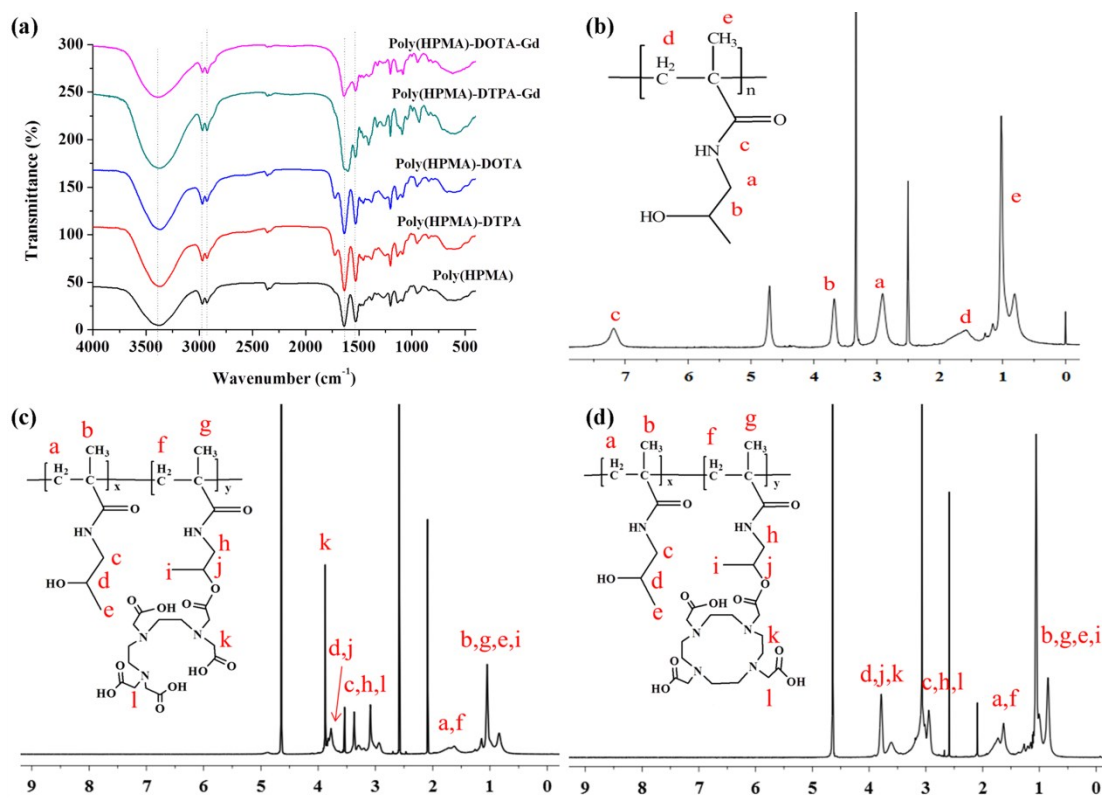 (a)
300
250
200
150
100
50
0
Transmittance (%)
Poly(HPMA)-DOTA-Gd
Poly(HPMA)-DTPA-Gd
Poly(HPMA)-DOTA
Poly(HPMA)-DTPA
Poly(HPMA)
4000 3500 3000 2500 2000 1500 1000 500
Wavenumber (cm⁻¹)
(b)
e
d CH₃
H₂
C C n
c O
HN
a
HO b
c b a d e
7 6 5 4 3 2 1 0
(c)
a b f g
H₂ CH₃ H₂ CH₃
C C x C C y
O O
HN HN
c h
HO d i j
e O
O OH O
N N k
N HO O
O O OH
HO l O
k
d,j
c,h,l
a,f
b,g,e,i
9 8 7 6 5 4 3 2 1 0
(d)
a b f g
H₂ CH₃ H₂ CH₃
C C x C C y
O O
HN HN
c h
HO d i j
e O
O OH O
N N k
N N O
HO O OH
l
d,j,k
c,h,l
a,f
b,g,e,i
9 8 7 6 5 4 3 2 1 0